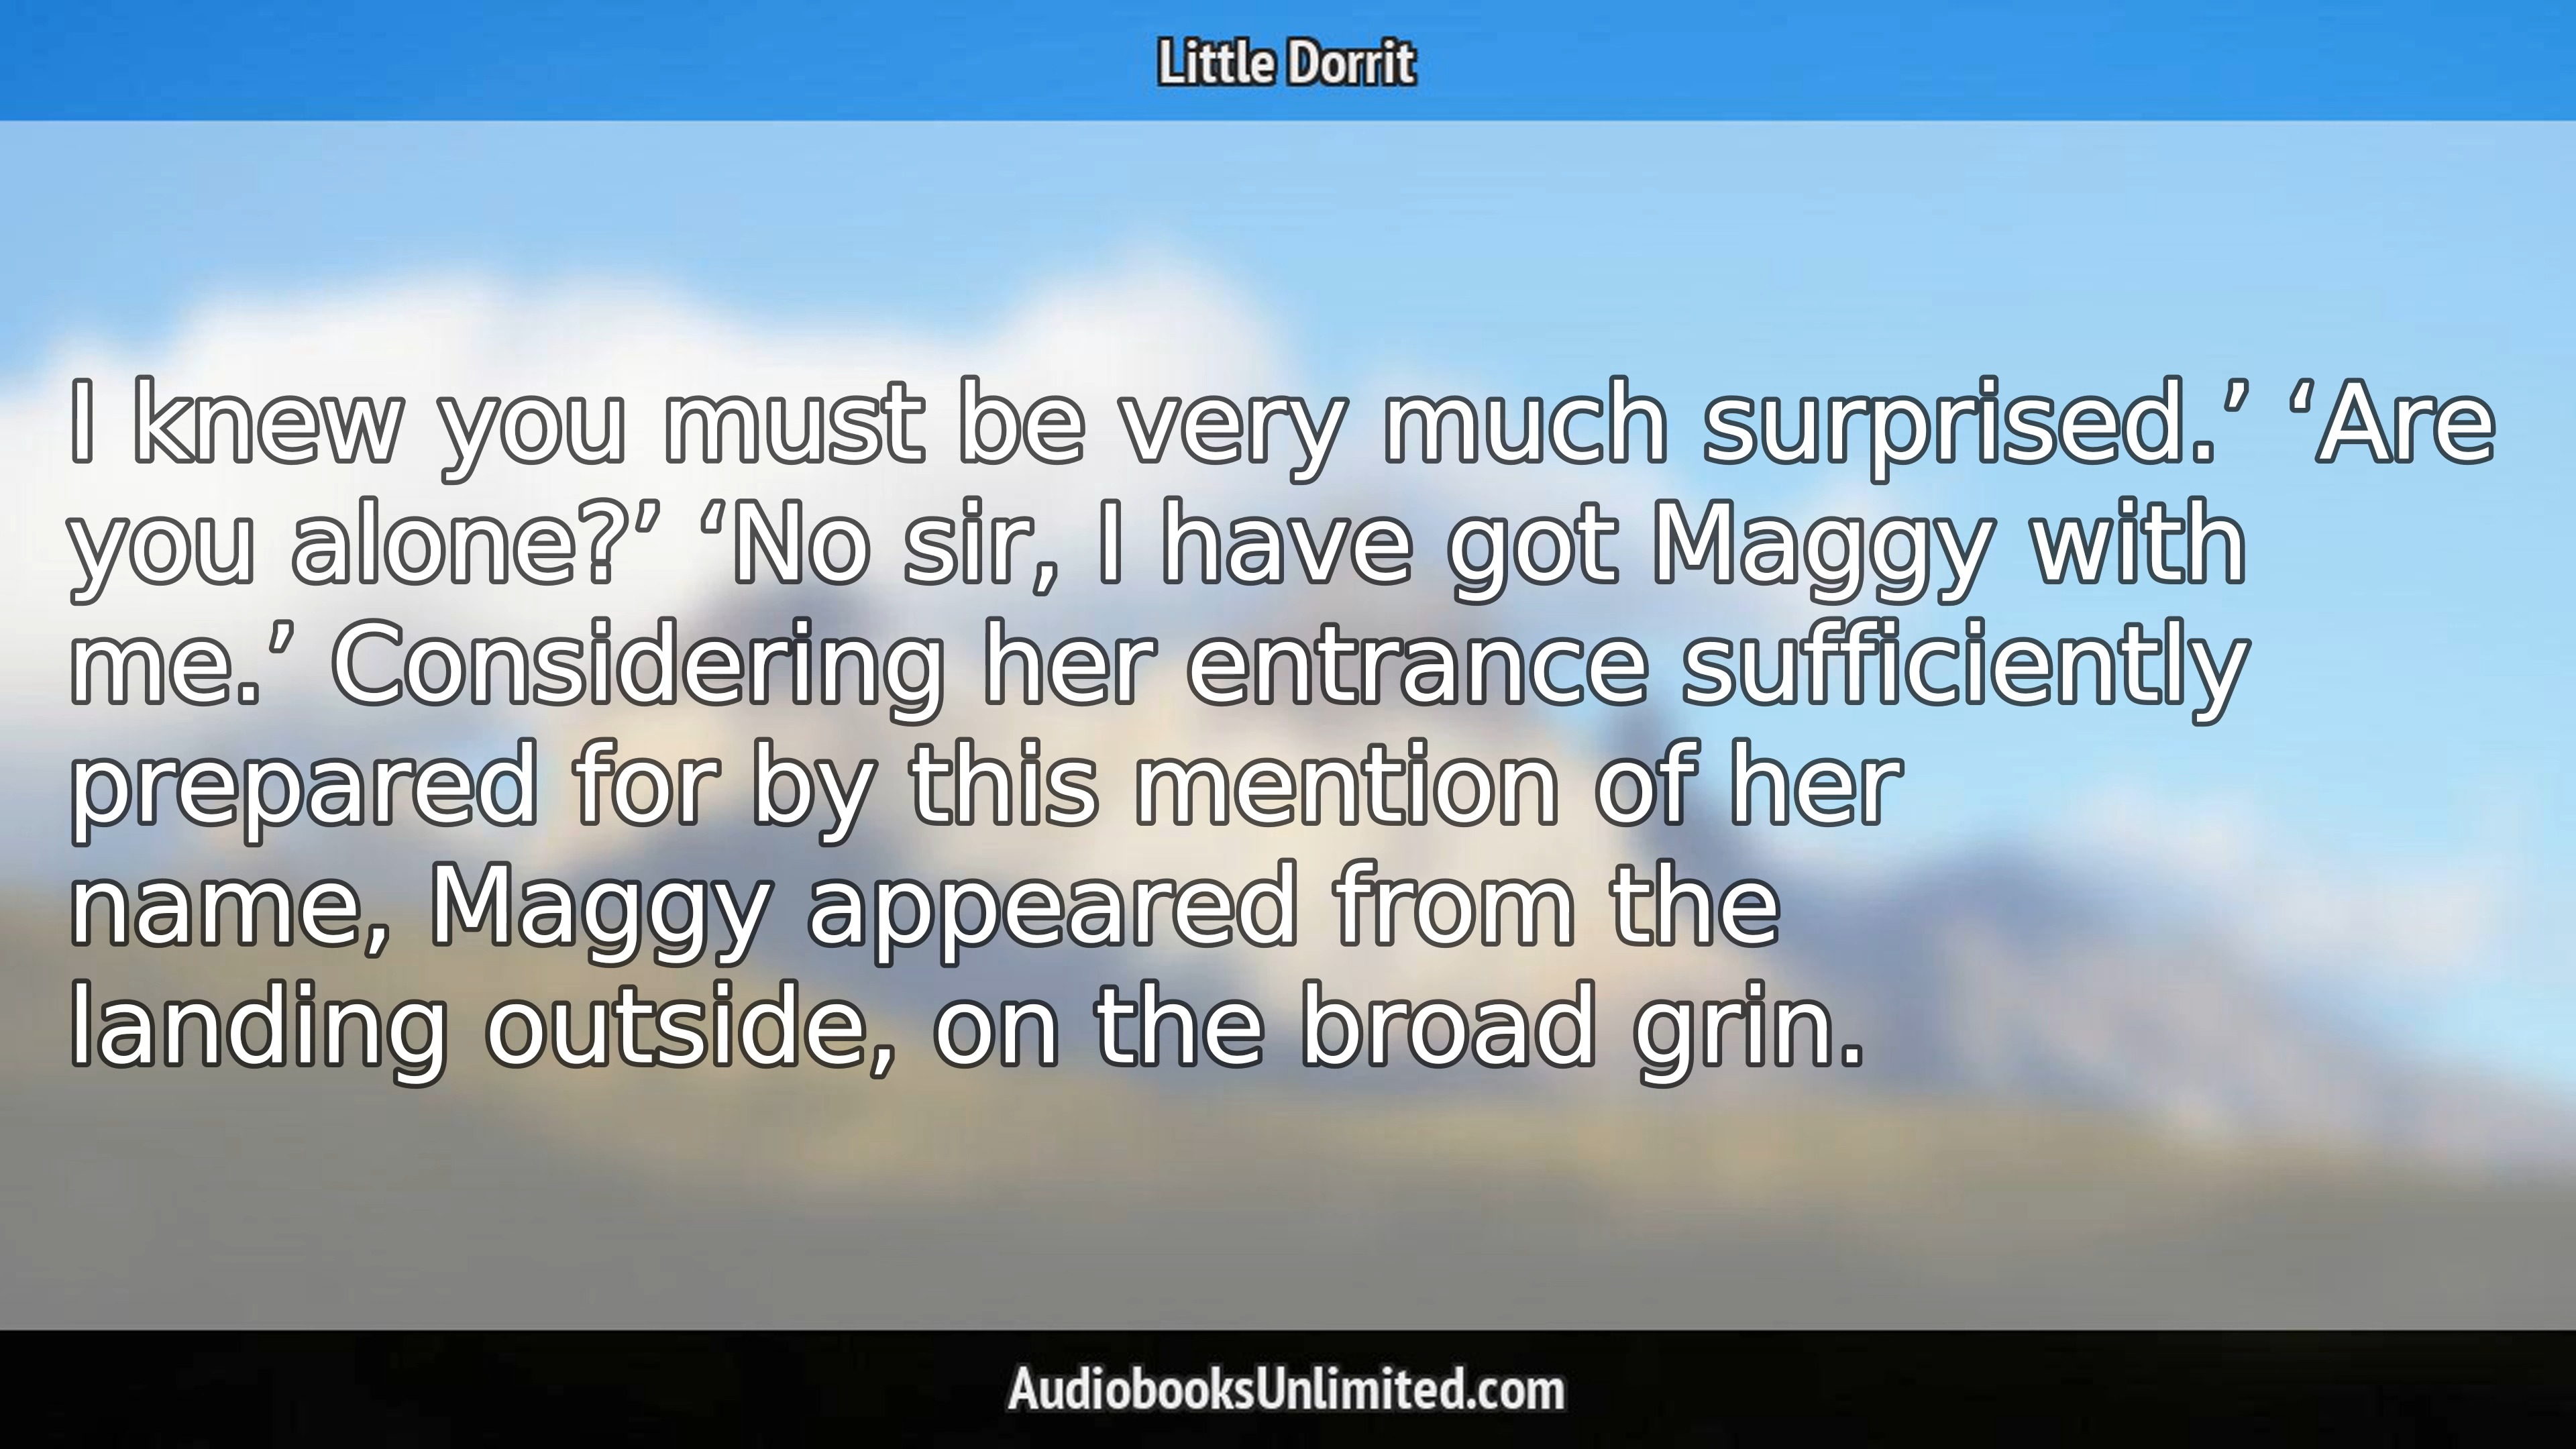 Little Dorrit
I knew you must be very much surprised.’ ‘Are
you alone?’ ‘No sir, I have got Maggy with
me.’ Considering her entrance sufficiently
prepared for by this mention of her
name, Maggy appeared from the
landing outside, on the broad grin.
AudiobooksUnlimited.com